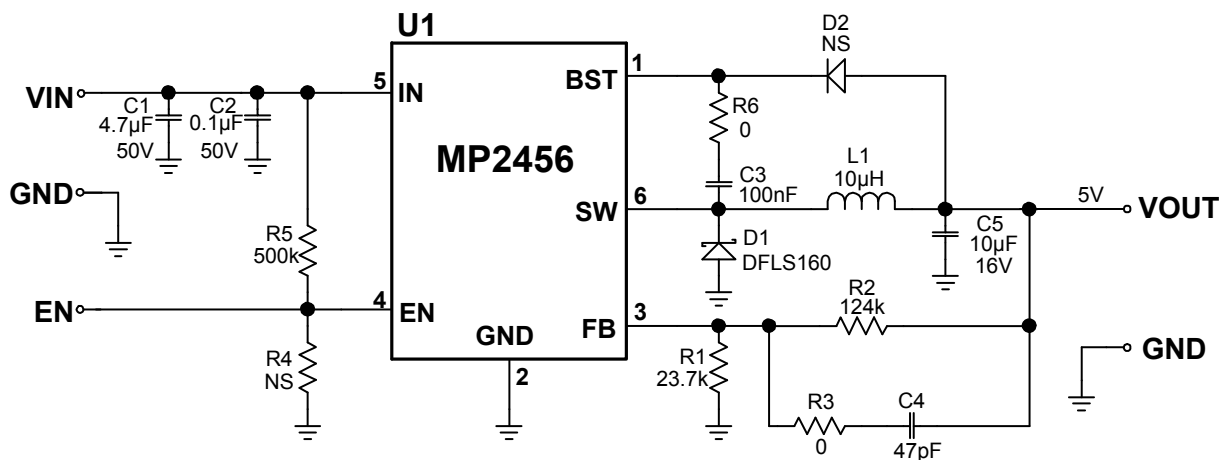 U1
MP2456
VIN
C1
4.7µF
50V
C2
0.1µF
50V
5
IN
GND
R5
500k
EN
4
EN
R4
NS
GND
2
BST
1
D2
NS
R6
0
C3
100nF
SW
6
L1
10µH
D1
DFLS160
5V
VOUT
C5
10µF
16V
FB
3
R2
124k
R1
23.7k
R3
0
C4
47pF
GND